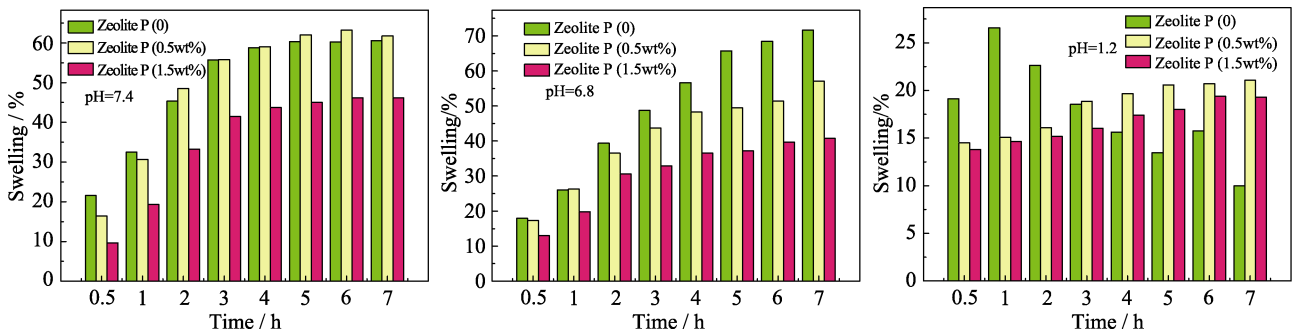 Zeolite P (0)
Zeolite P (0.5wt%)
Zeolite P (1.5wt%)
pH=7.4
Swelling / %
70
60
50
40
30
20
10
0
0.5 1 2 3 4 5 6 7
Time / h
Zeolite P (0)
Zeolite P (0.5wt%)
Zeolite P (1.5wt%)
pH=6.8
Swelling/%
70
60
50
40
30
20
10
0
0.5 1 2 3 4 5 6 7
Time / h
Zeolite P (0)
Zeolite P (0.5wt%)
Zeolite P (1.5wt%)
pH=1.2
Swelling/%
25
20
15
10
25
0
0.5 1 2 3 4 5 6 7
Time / h